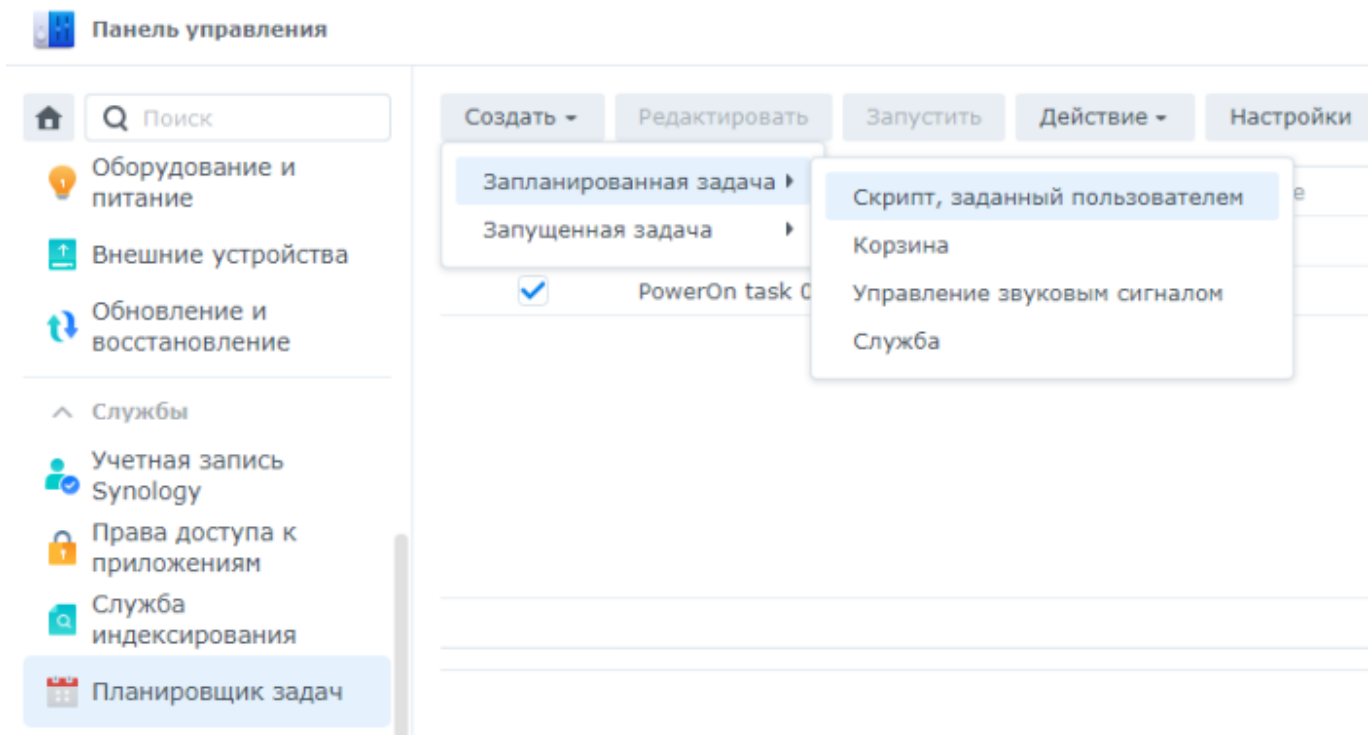 Панель управления
Поиск
Оборудование и
питание
Внешние устройства
Обновление и
восстановление
Службы
Учетная запись
Synology
Права доступа к
приложениям
Служба
индексирования
Планировщик задач
Создать
Редактировать
Запустить
Действие
Настройки
Запланированная задача
Запущенная задача
Скрипт, заданный пользователем
Корзина
Управление звуковым сигналом
Служба
PowerOn task